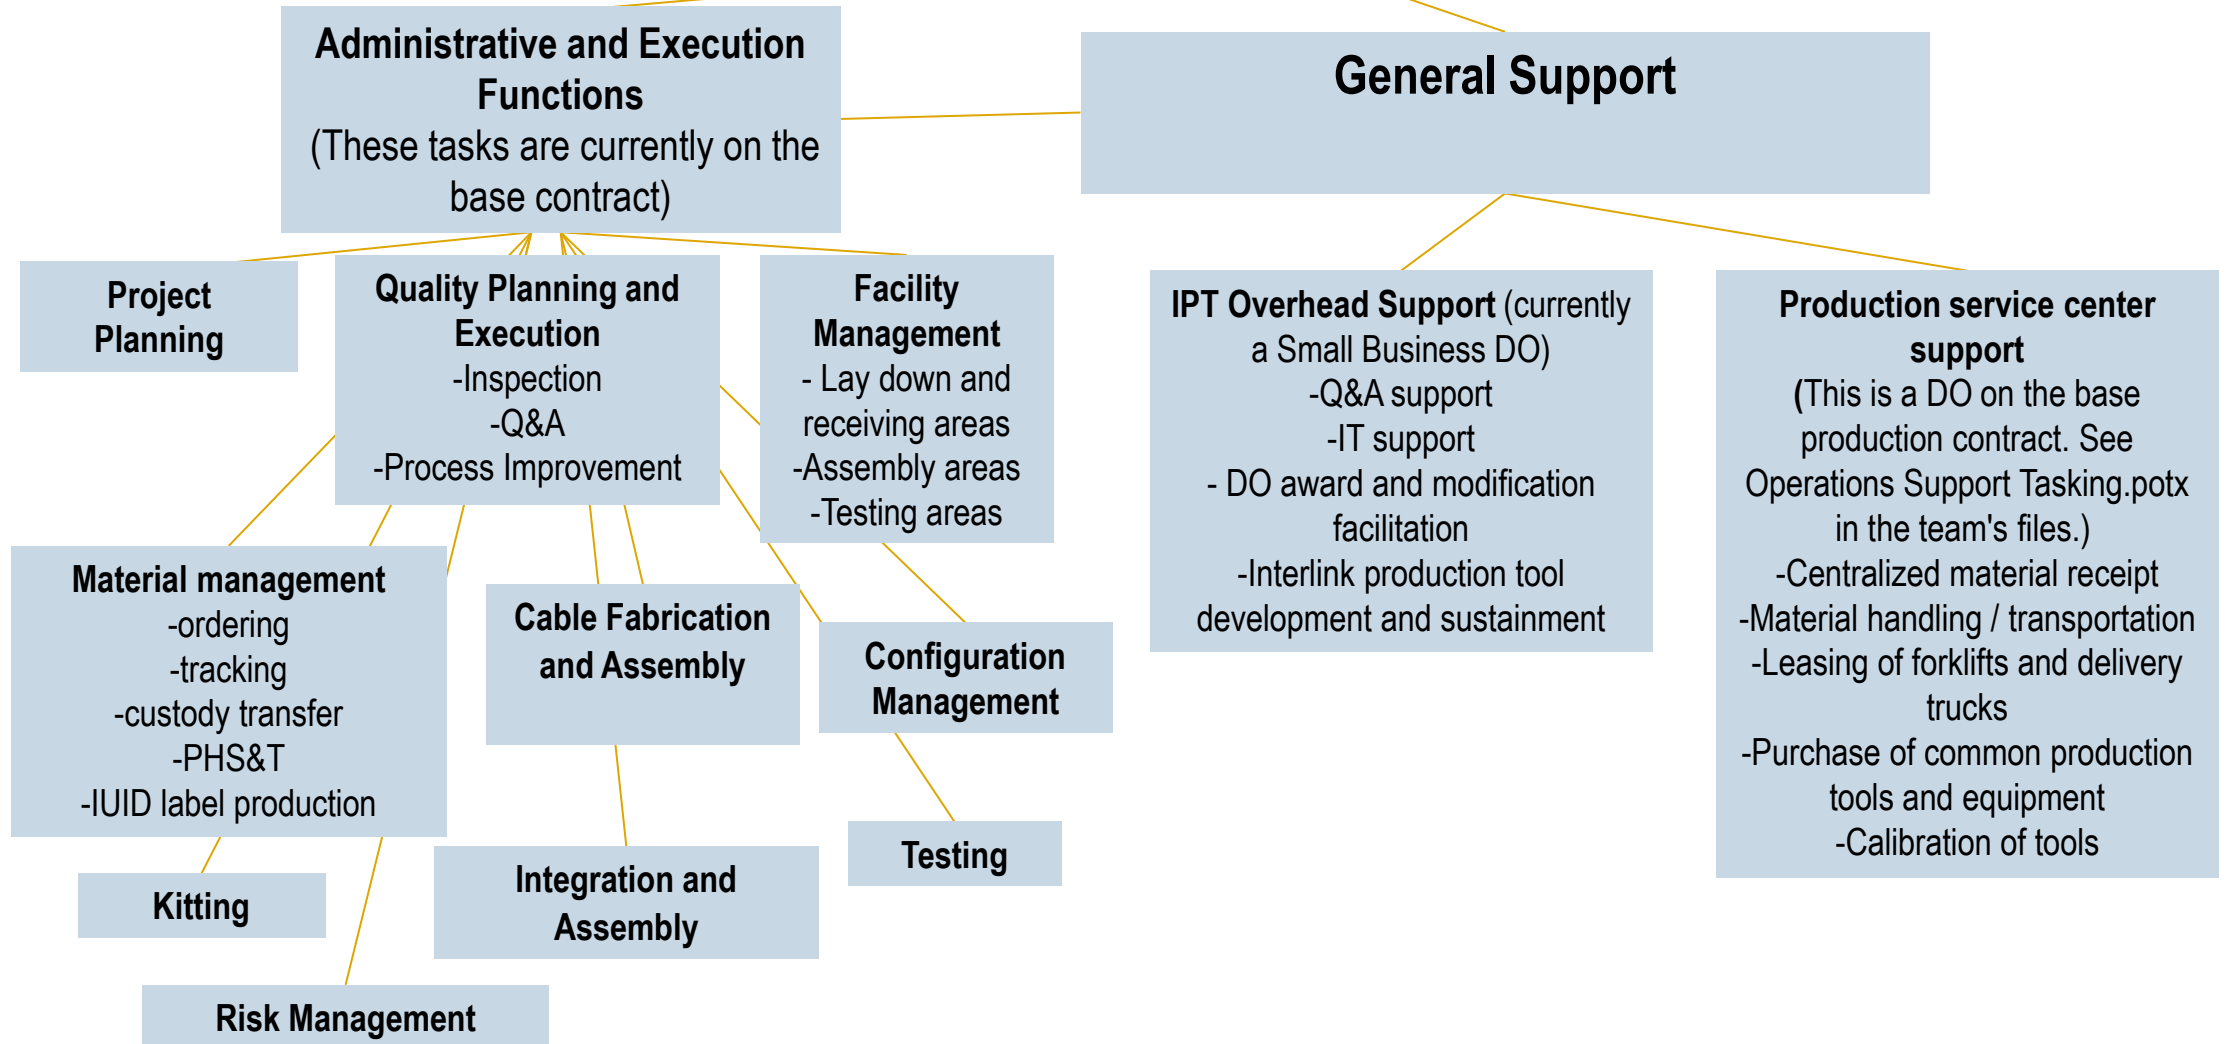 Administrative and Execution
Functions
(These tasks are currently on the
base contract)
General Support
Project
Planning
Quality Planning and
Execution
-Inspection
-Q&A
-Process Improvement
Facility
Management
- Lay down and
receiving areas
-Assembly areas
-Testing areas
IPT Overhead Support (currently
a Small Business DO)
-Q&A support
-IT support
- DO award and modification
facilitation
-Interlink production tool
development and sustainment
Production service center
support
(This is a DO on the base
production contract. See
Operations Support Tasking.potx
in the team's files.)
-Centralized material receipt
-Material handling / transportation
-Leasing of forklifts and delivery
trucks
-Purchase of common production
tools and equipment
-Calibration of tools
Material management
-ordering
-tracking
-custody transfer
-PHS&T
-IUID label production
Cable Fabrication
and Assembly
Configuration
Management
Kitting
Integration and
Assembly
Testing
Risk Management